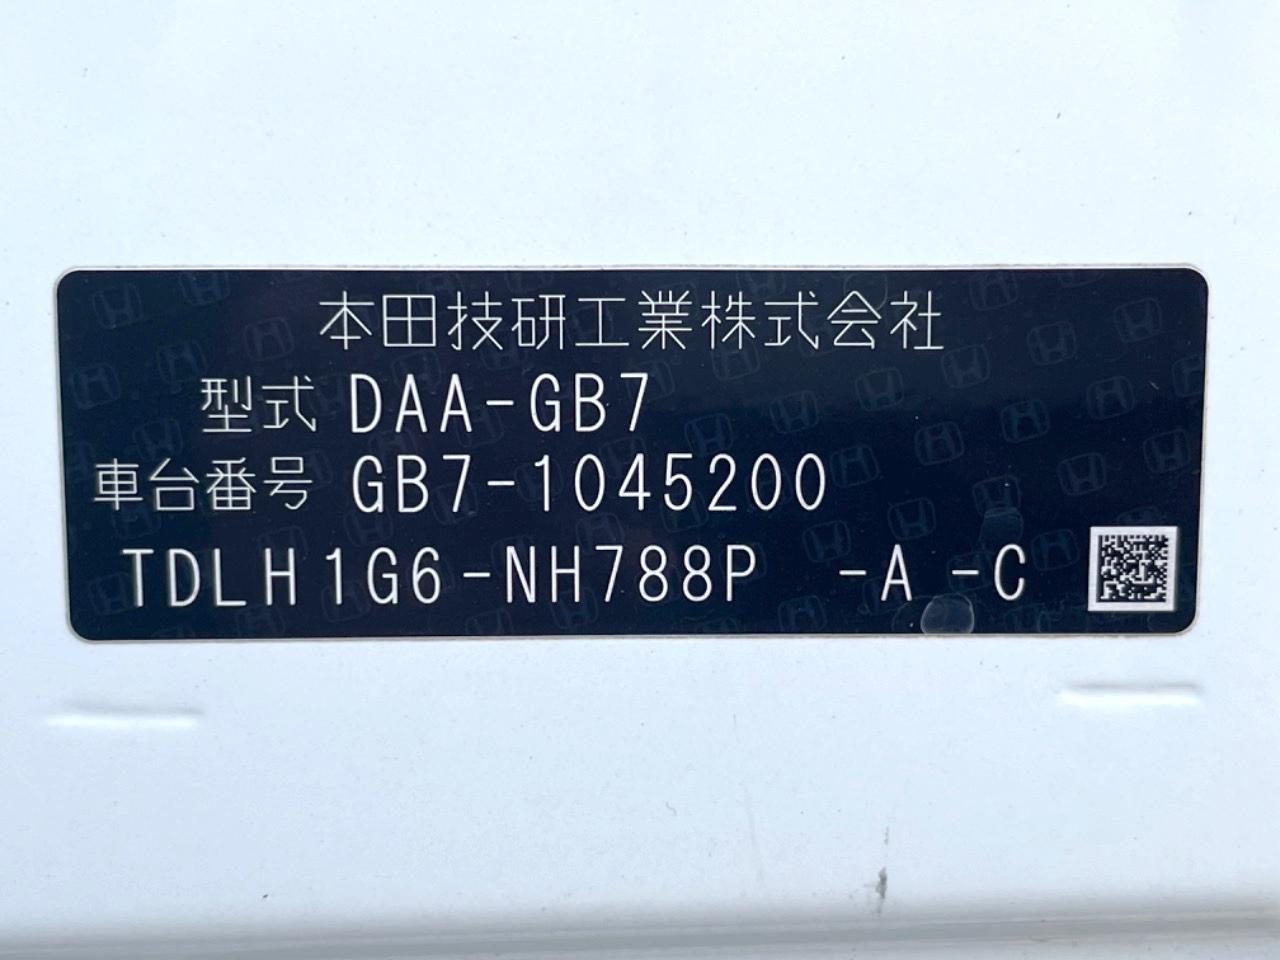 本田技研工業株式会社
型式 DAA-GB7
車台番号 GB7-1045200
TDLH1G6-NH788P -A -C